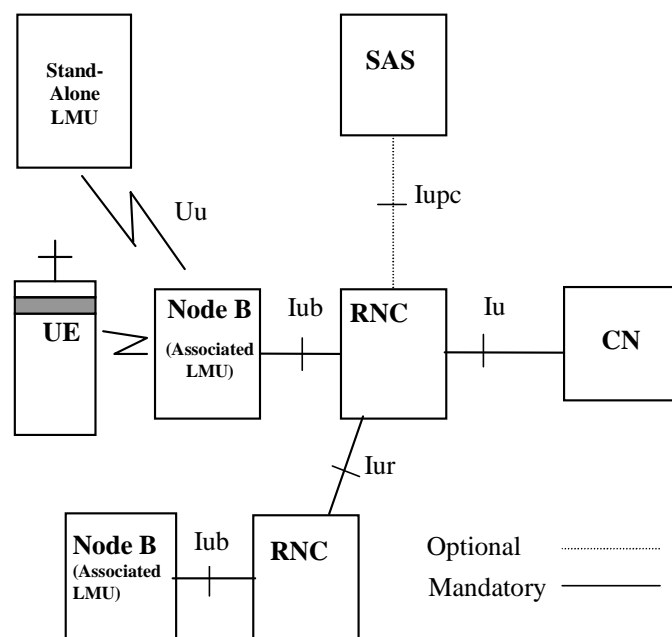 Stand-
Alone
LMU
SAS
Iupc
Uu
UE
Node B
(Associated
LMU)
Iub
RNC
Iu
CN
Iur
Node B
(Associated
LMU)
Iub
RNC
Optional
Mandatory